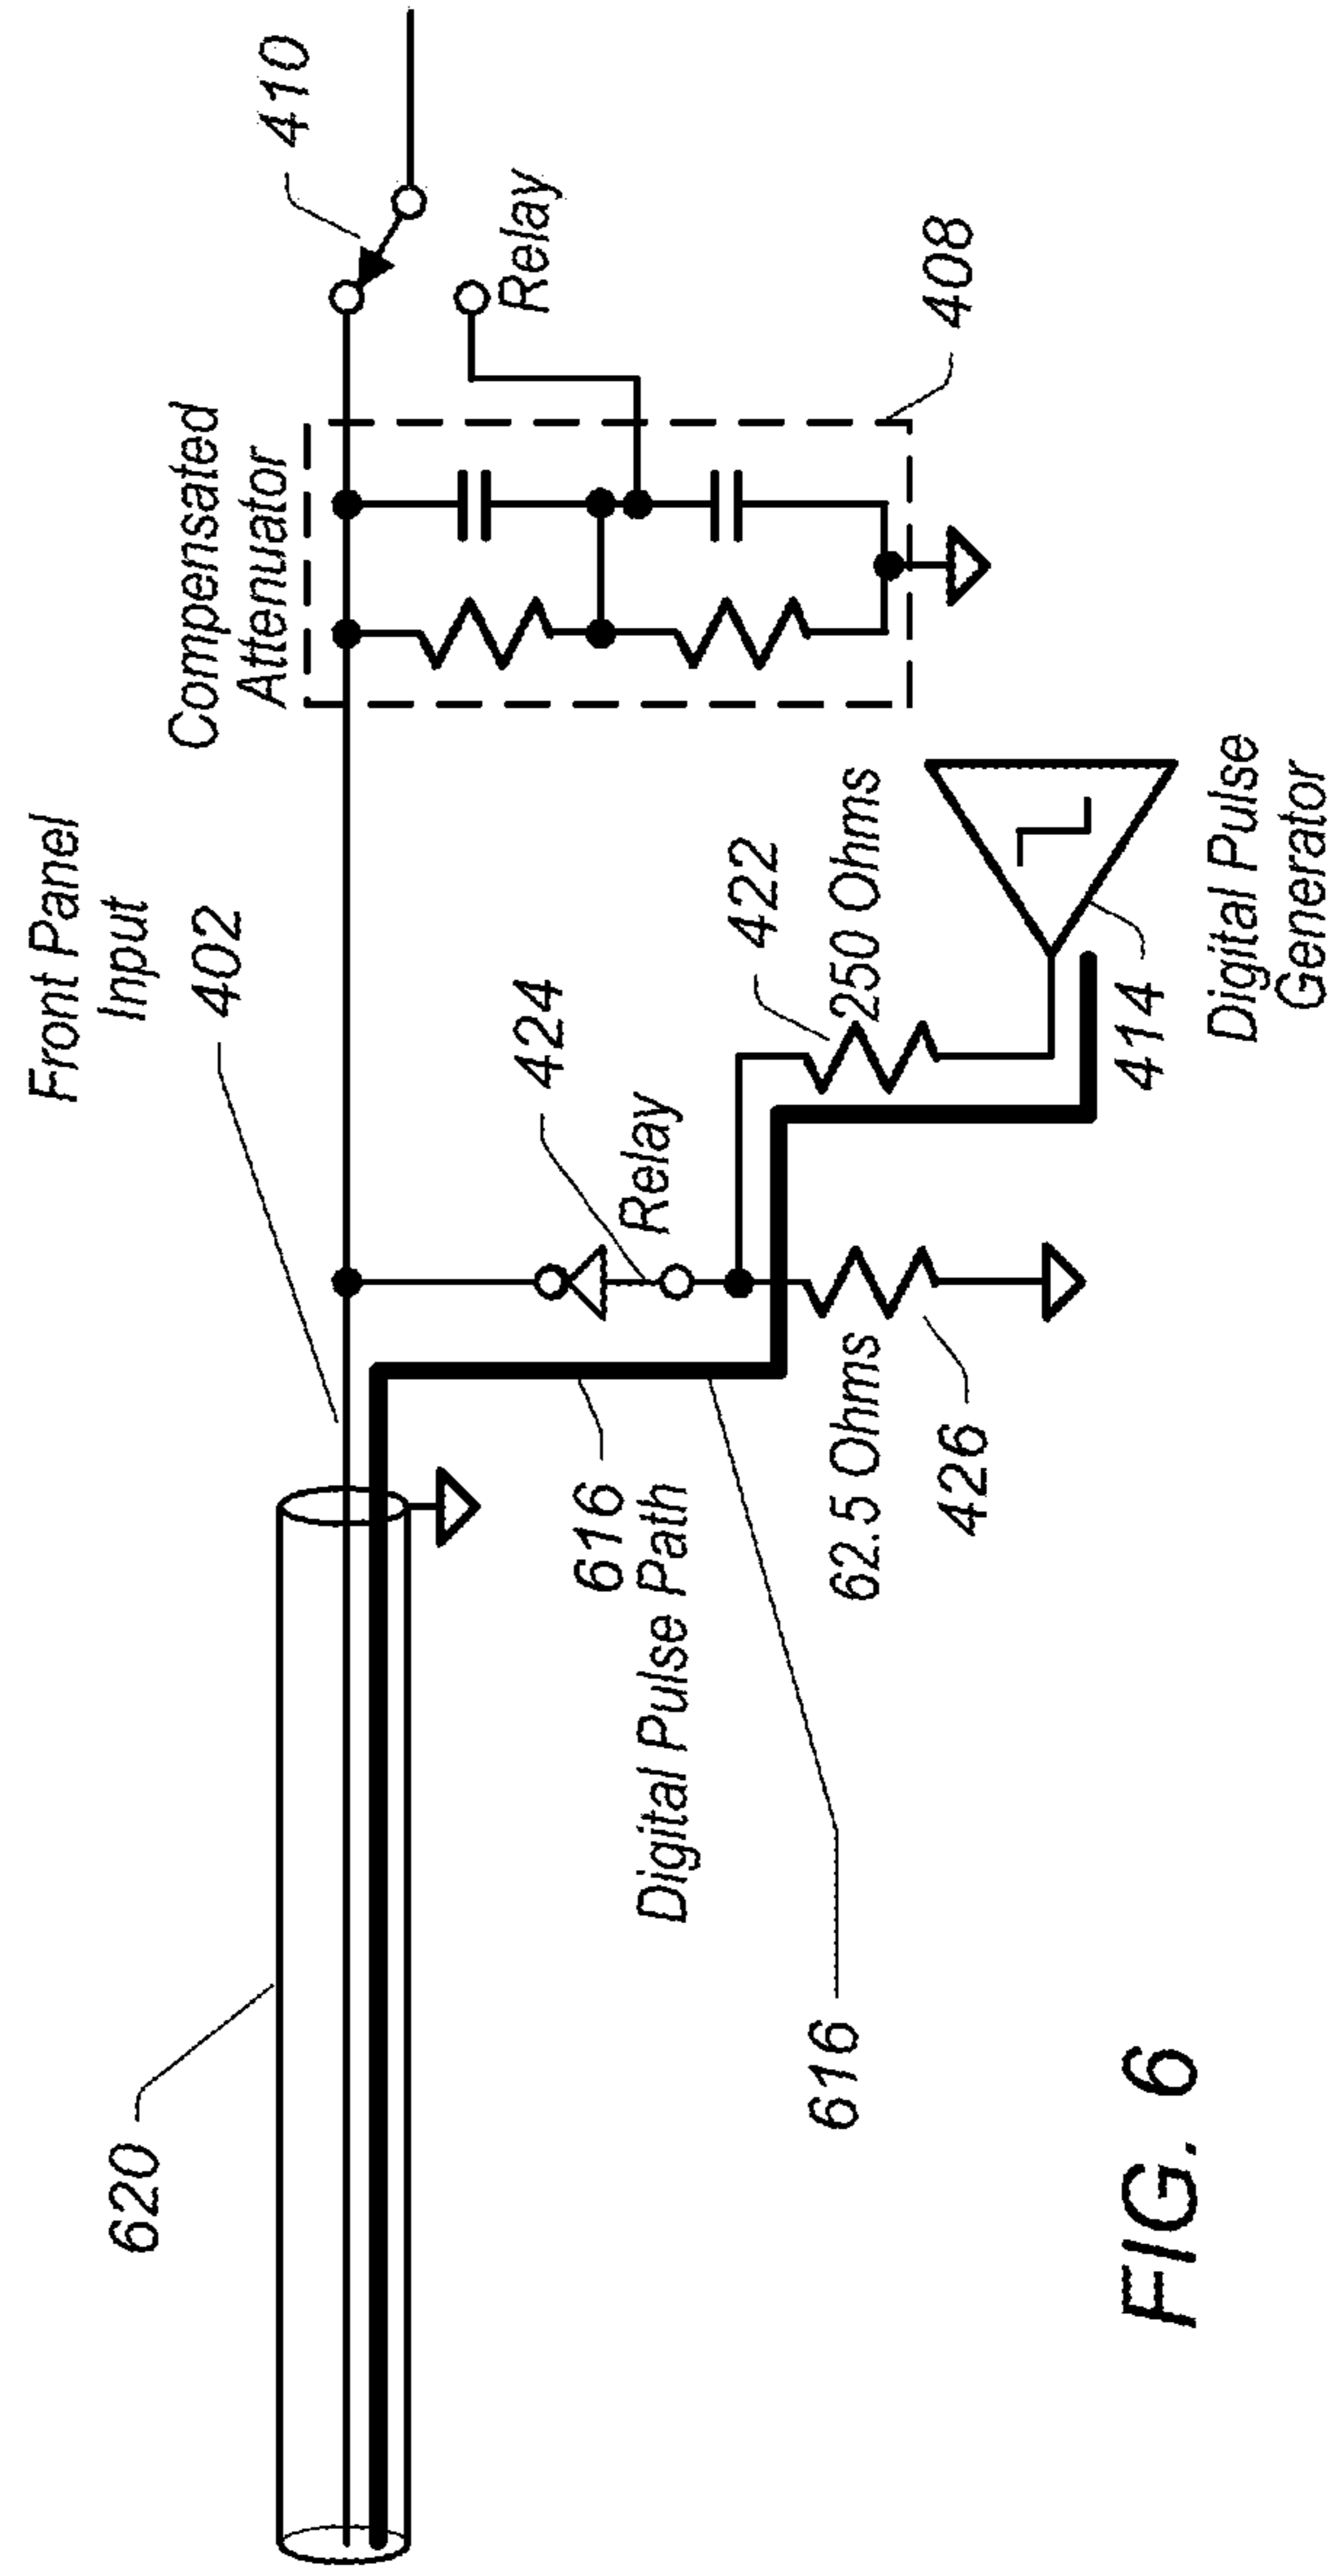 Front Panel
Input
402
620
410
Compensated
Attenuator
Relay
408
424
Relay
422
250 Ohms
616
Digital Pulse Path
62.5 Ohms
426
414
Digital Pulse
Generator
616
FIG. 6